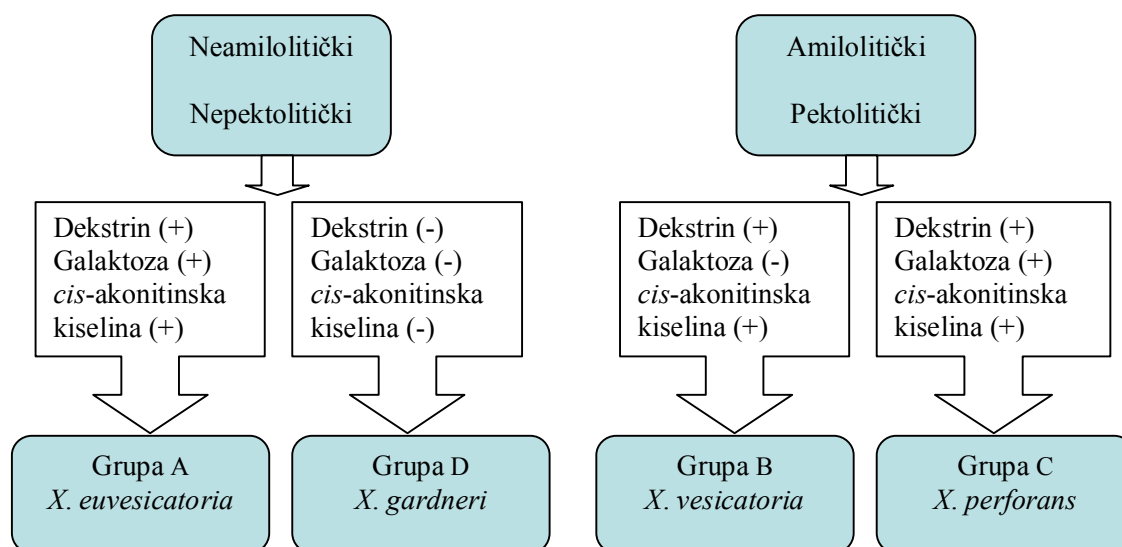 Neamilolitički
Nepektolitički
Amilolitički
Pektolitički
Dekstrin (+)
Galaktoza (+)
cis-akonitinska
kiselina (+)
Dekstrin (-)
Galaktoza (-)
cis-akonitinska
kiselina (-)
Dekstrin (+)
Galaktoza (-)
cis-akonitinska
kiselina (+)
Dekstrin (+)
Galaktoza (+)
cis-akonitinska
kiselina (+)
Grupa A
X. euvesicatoria
Grupa D
X. gardneri
Grupa B
X. vesicatoria
Grupa C
X. perforans